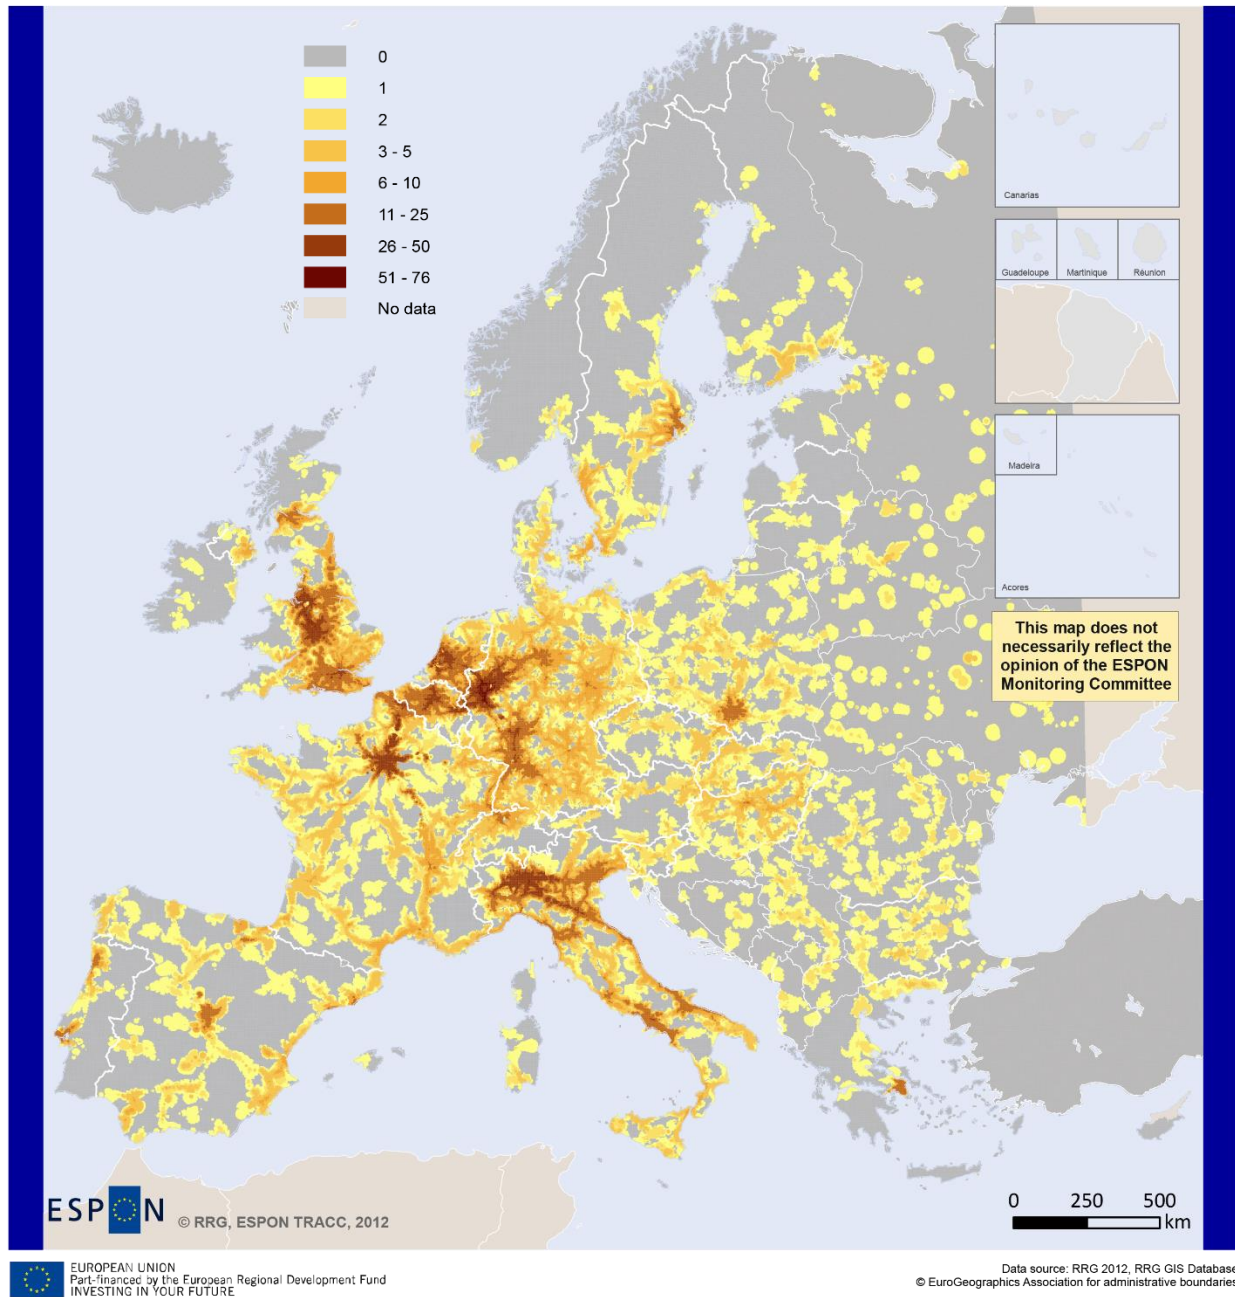 0
1
2
3 - 5
6 - 10
11 - 25
26 - 50
51 - 76
No data
Canarias
Guadeloupe
Martinique
Réunion
Madeira
Acores
This map does not
necessarily reflect the
opinion of the ESPON
Monitoring Committee
ESPON
© RRG, ESPON TRACC, 2012
0 250 500
km
EUROPEAN UNION
Part-financed by the European Regional Development Fund
INVESTING IN YOUR FUTURE
Data source: RRG 2012, RRG GIS Database
© EuroGeographics Association for administrative boundaries